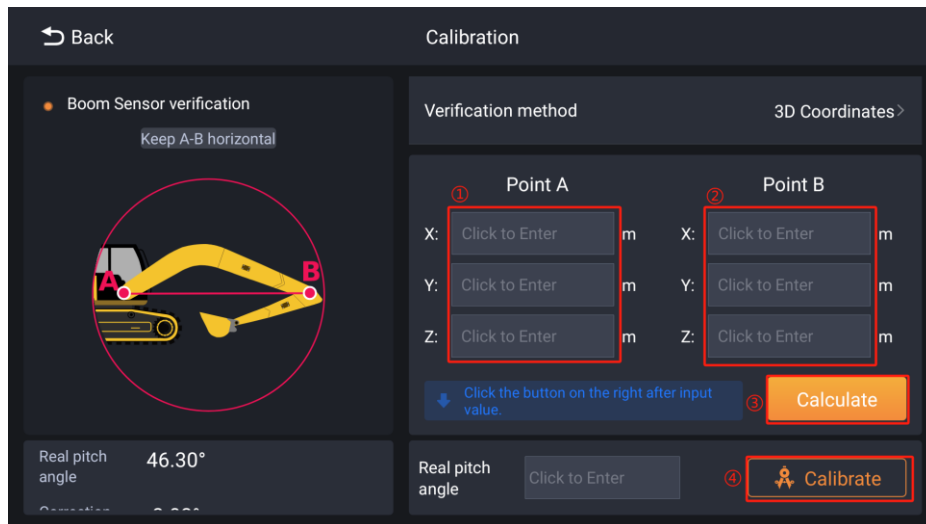 Back
Calibration
Boom Sensor verification
Keep A-B horizontal
A
B
Verification method
3D Coordinates>
Point A
Point B
①
②
X: Click to Enter m
X: Click to Enter m
Y: Click to Enter m
Y: Click to Enter m
Z: Click to Enter m
Z: Click to Enter m
Click the button on the right after input
value.
③
Calculate
Real pitch
angle
46.30°
Real pitch
angle
Click to Enter
④
Calibrate